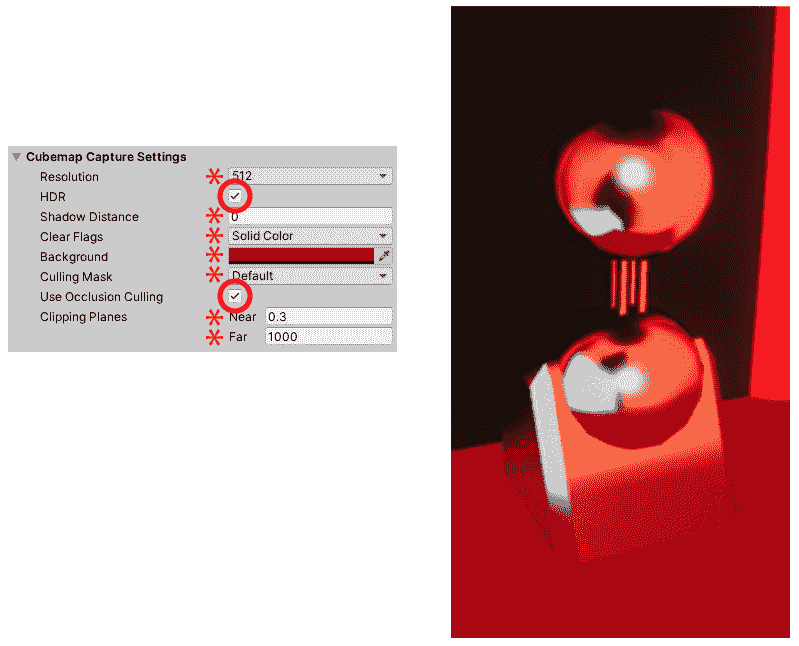 Cubemap Capture Settings
Resolution 512
HDR
Shadow Distance 0
Clear Flags Solid Color
Background
Culling Mask Default
Use Occlusion Culling
Clipping Planes Near 0.3
Far 1000